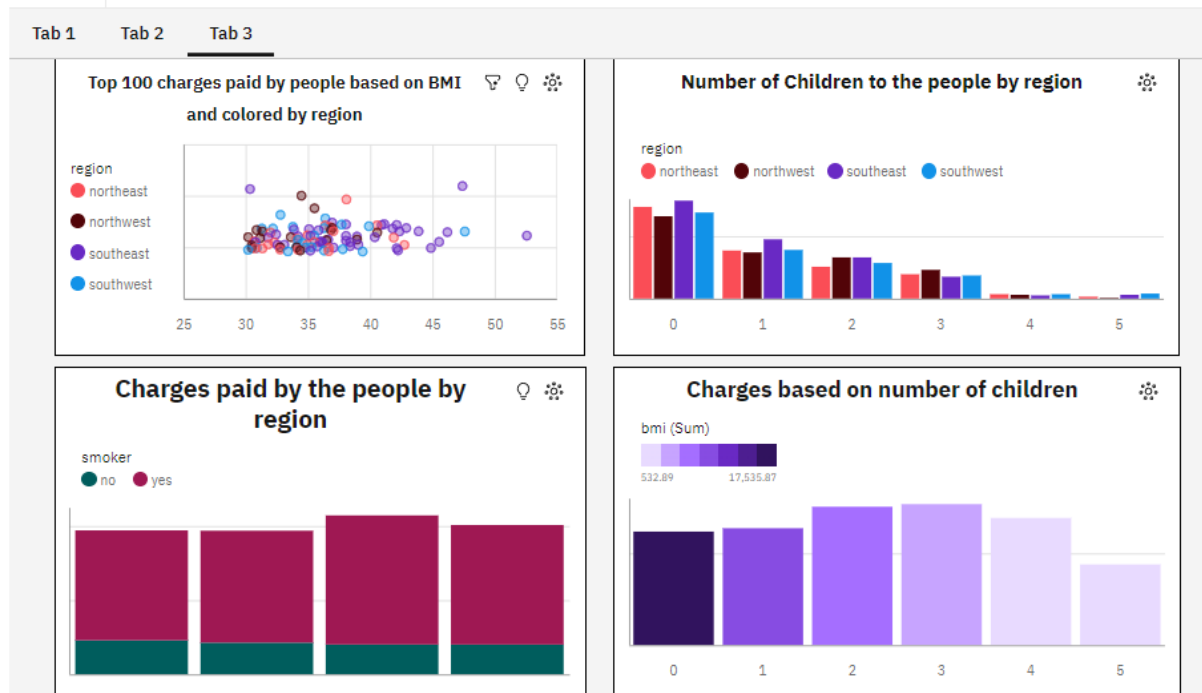 Tab 1 Tab 2 Tab 3
Top 100 charges paid by people based on BMI
and colored by region
region
northeast
northwest
southeast
southwest
25 30 35 40 45 50 55
Number of Children to the people by region
region
northeast northwest southeast southwest
0 1 2 3 4 5
Charges paid by the people by
region
smoker
no yes
Charges based on number of children
bmi (Sum)
532.89 17,535.87
0 1 2 3 4 5